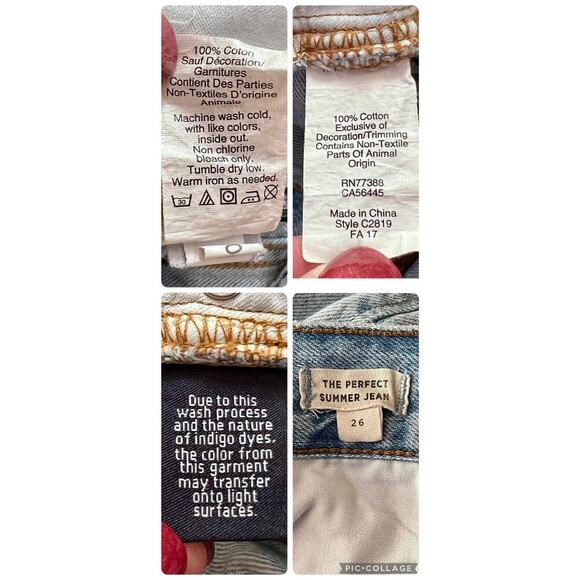 100% Coton
Sauf Décoration/
Garnitures
Contient Des Parties
Non-Textiles D'origine
Animale
Machine wash cold,
with like colors,
inside out.
Non chlorine
bleach only.
Tumble dry low.
Warm iron as needed.
30
0
100% Cotton
Exclusive of
Decoration/Trimming
Contains Non-Textile
Parts Of Animal
Origin
RN77388
CA56445
Made in China
Style C2819
FA 17
Due to this
wash process
and the nature
of indigo dyes.
the color from
this garment
may transfer
onto light
surfaces.
THE PERFECT
SUMMER JEAN
26
PIC•COLLAGE